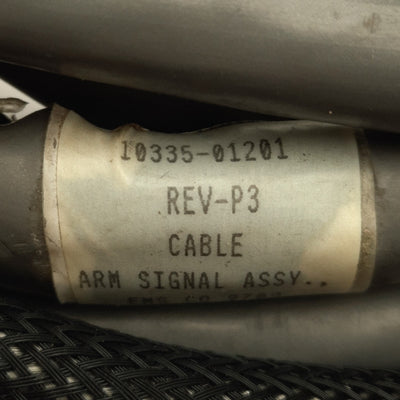 10335-01201
REV-P3
CABLE
ARM SIGNAL ASSY.,